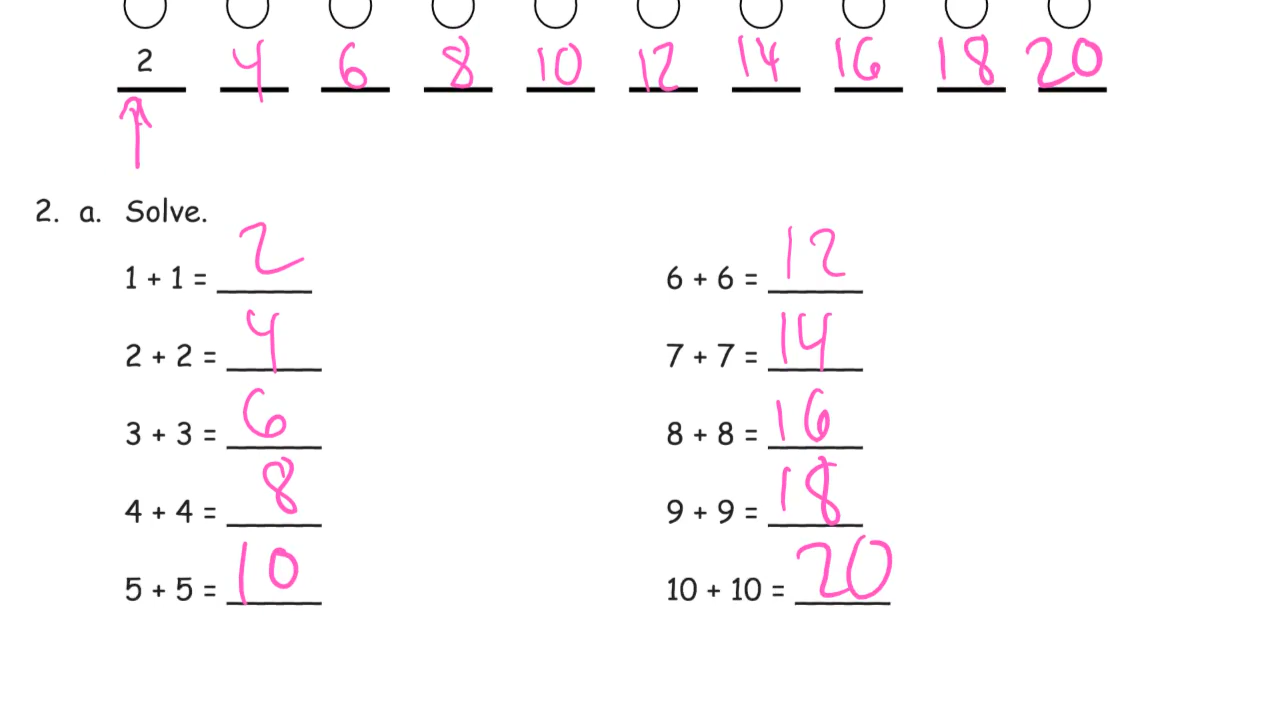 2 4 6 8 10 12 14 16 18 20
2. a. Solve.
1 + 1 = 2
6 + 6 = 12
2 + 2 = 4
7 + 7 = 14
3 + 3 = 6
8 + 8 = 16
4 + 4 = 8
9 + 9 = 18
5 + 5 = 10
10 + 10 = 20